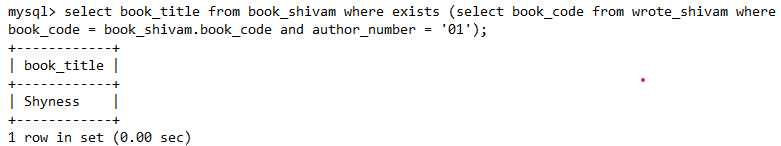 mysql> select book_title from book_shivam where exists (select book_code from wrote_shivam where
book_code = book_shivam.book_code and author_number = '01');
+------------+
| book_title |
+------------+
| Shyness    |
+------------+
1 row in set (0.00 sec)